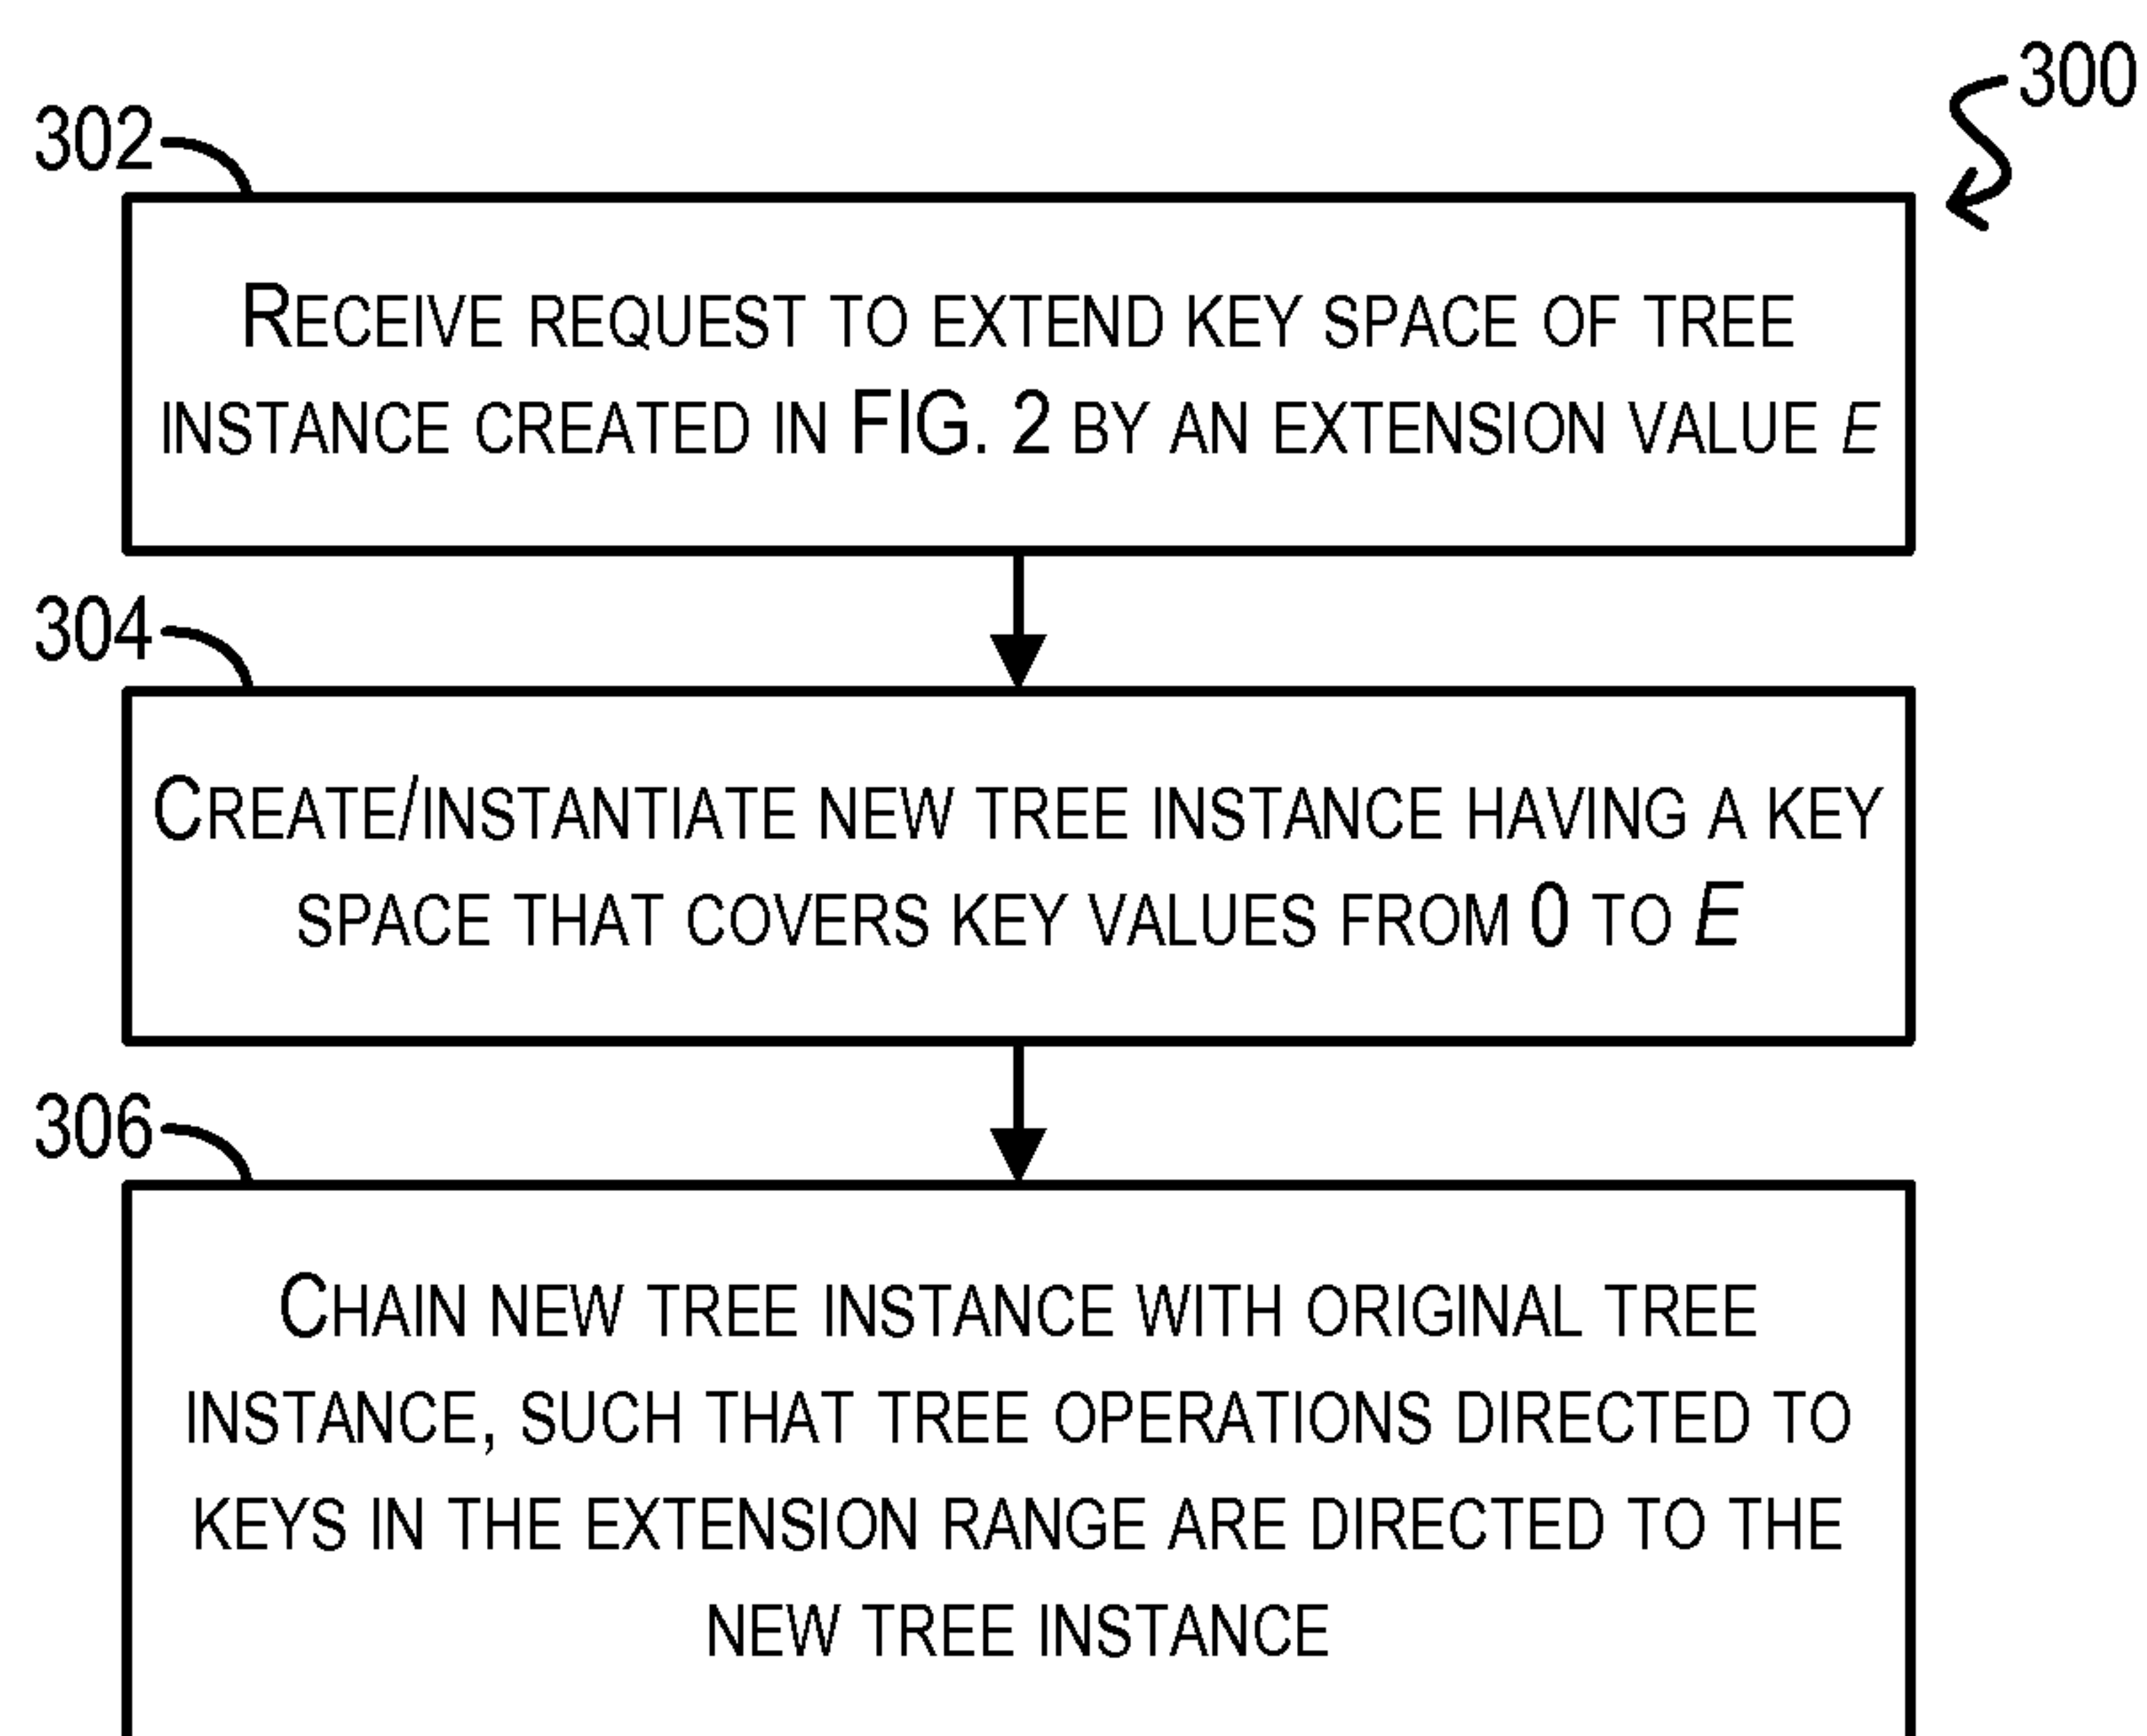 300
302
Receive request to extend key space of tree
instance created in FIG. 2 by an extension value E
304
Create/instantiate new tree instance having a key
space that covers key values from 0 to E
306
Chain new tree instance with original tree
instance, such that tree operations directed to
keys in the extension range are directed to the
new tree instance